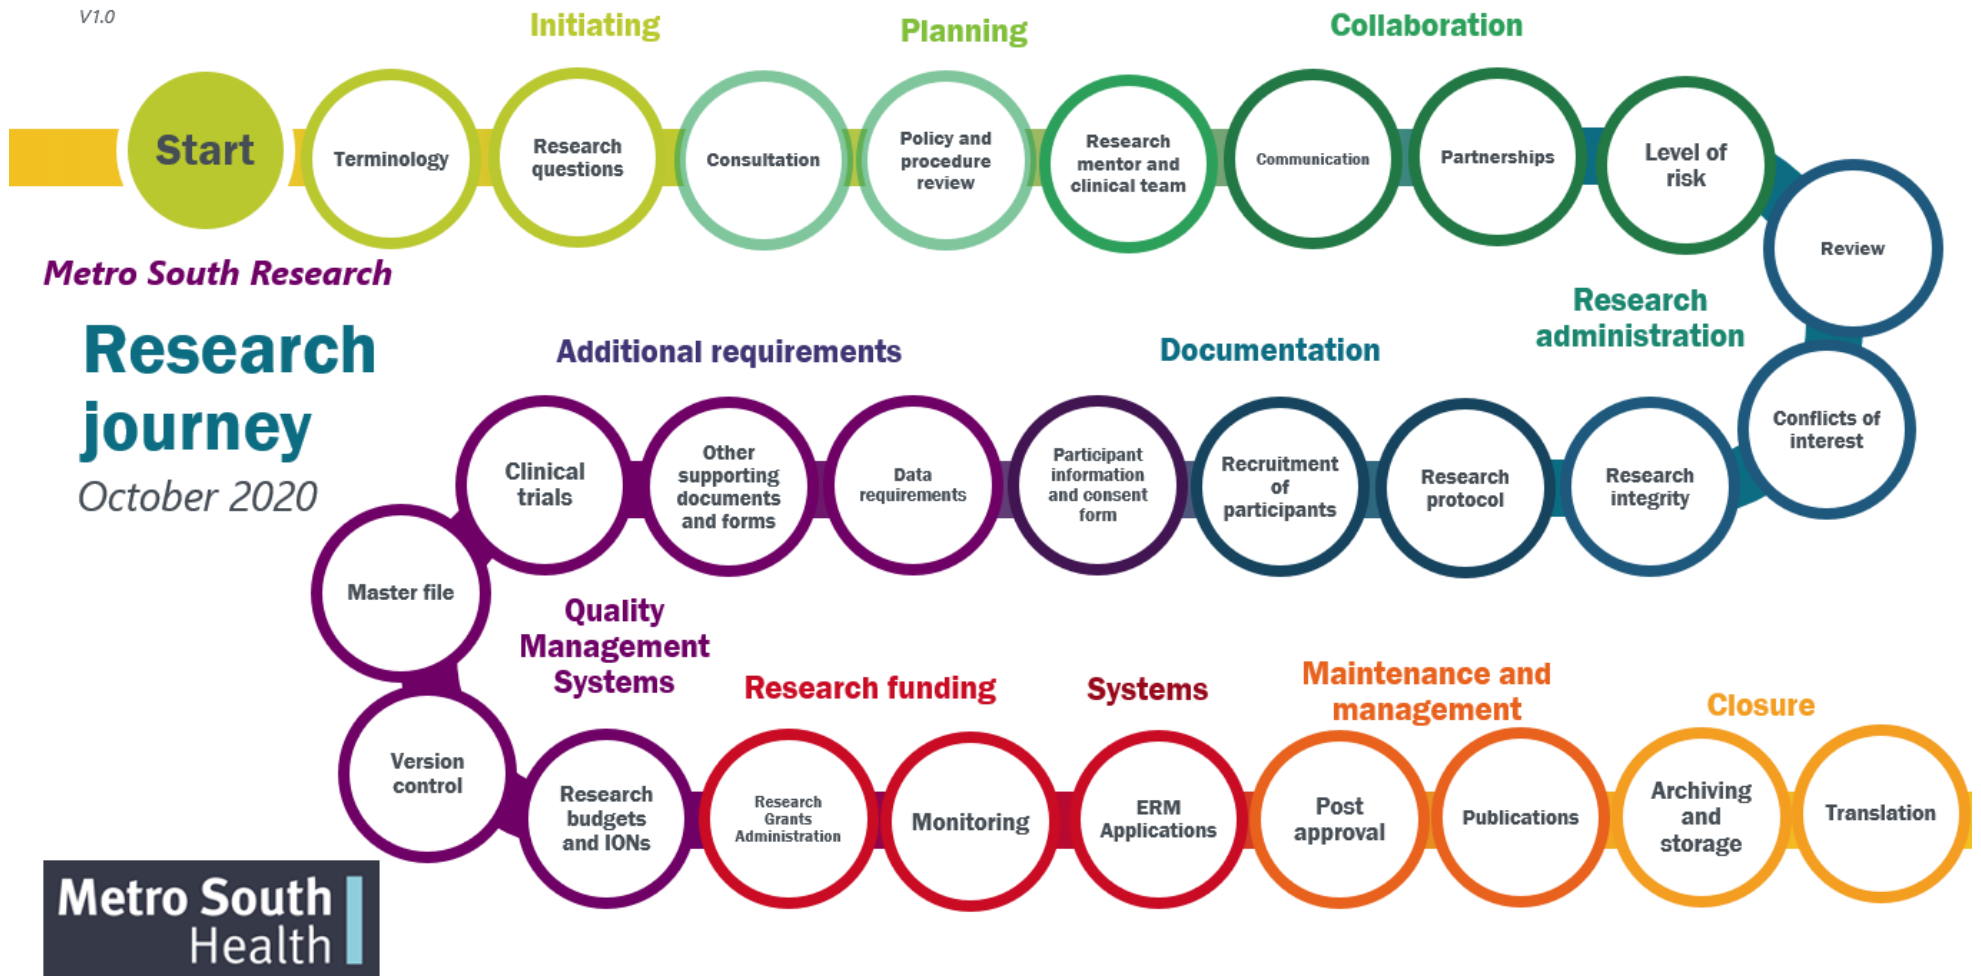 V1.0
Initiating
Planning
Collaboration
Start
Terminology
Research
questions
Consultation
Policy and
procedure
review
Research
mentor and
clinical team
Communication
Partnerships
Level of
risk
Review
Metro South Research
Research
journey
October 2020
Research
administration
Conflicts of
interest
Research
integrity
Documentation
Research
protocol
Recruitment
of
participants
Participant
information
and consent
form
Additional requirements
Data
requirements
Other
supporting
documents
and forms
Clinical
trials
Master file
Version
control
Quality
Management
Systems
Research
budgets
and IONs
Research funding
Research
Grants
Administration
Monitoring
Systems
ERM
Applications
Maintenance and
management
Post
approval
Publications
Closure
Archiving
and
storage
Translation
Metro South
Health